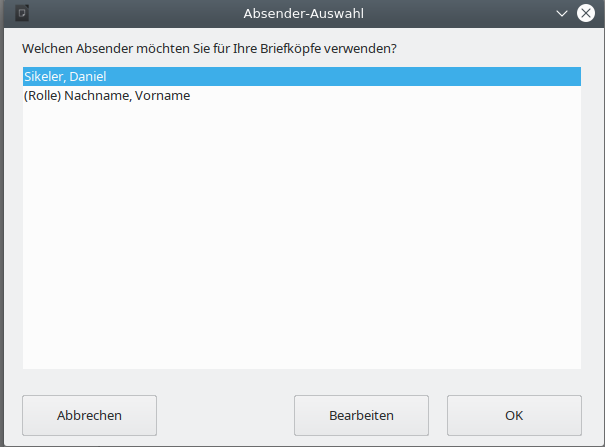 Absender-Auswahl
Welchen Absender möchten Sie für Ihre Briefköpfe verwenden?
Sikeler, Daniel
(Rolle) Nachname, Vorname
Abbrechen
Bearbeiten
OK